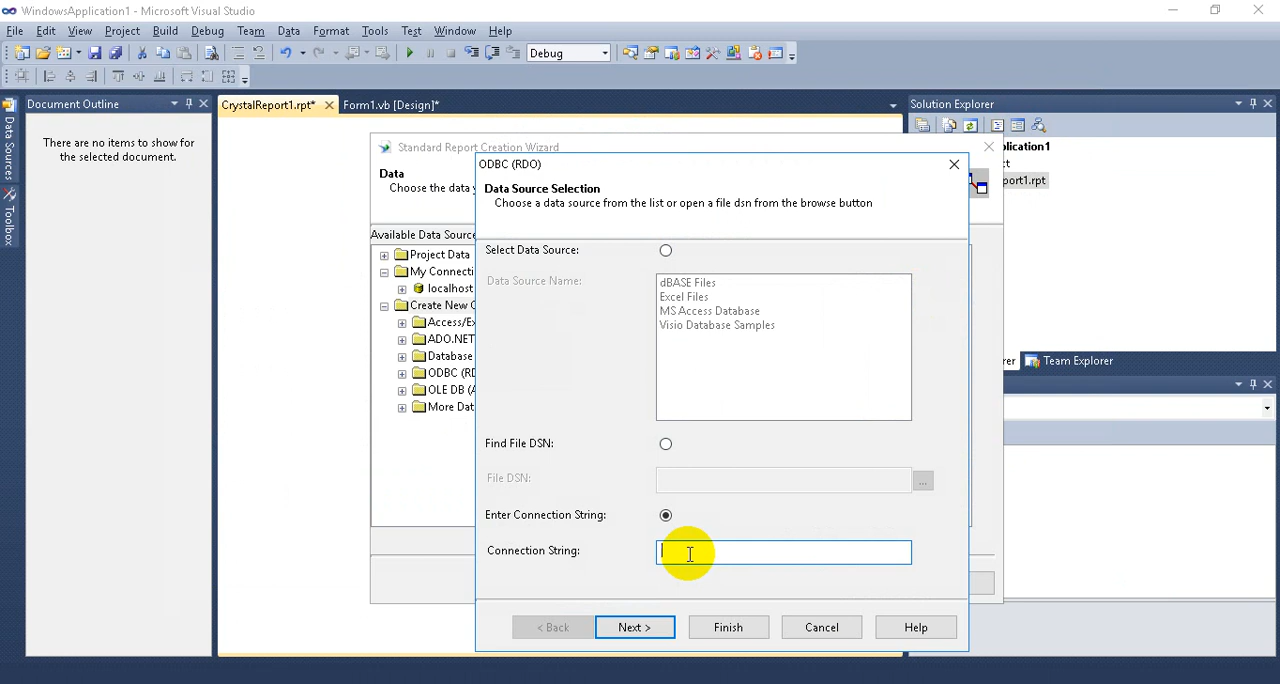 WindowsApplication1 - Microsoft Visual Studio
File Edit View Project Build Debug Team Data Format Tools Test Window Help
Debug
Document Outline
CrystalReport1.rpt*
Form1.vb [Design]*
Solution Explorer
Data Sources
Toolbox
There are no items to show for
the selected document.
Standard Report Creation Wizard
Data
Choose the data
Available Data Sourc
Project Data
My Connecti
localhost
Create New C
Access/Ex
ADO.NET
Database
ODBC (RD
OLE DB (A
More Dat
ODBC (RDO)
Data Source Selection
Choose a data source from the list or open a file dsn from the browse button
Select Data Source:
Data Source Name:
dBASE Files
Excel Files
MS Access Database
Visio Database Samples
Find File DSN:
File DSN:
...
Enter Connection String:
Connection String:
< Back
Next >
Finish
Cancel
Help
plication1
ct
port1.rpt
rer
Team Explorer